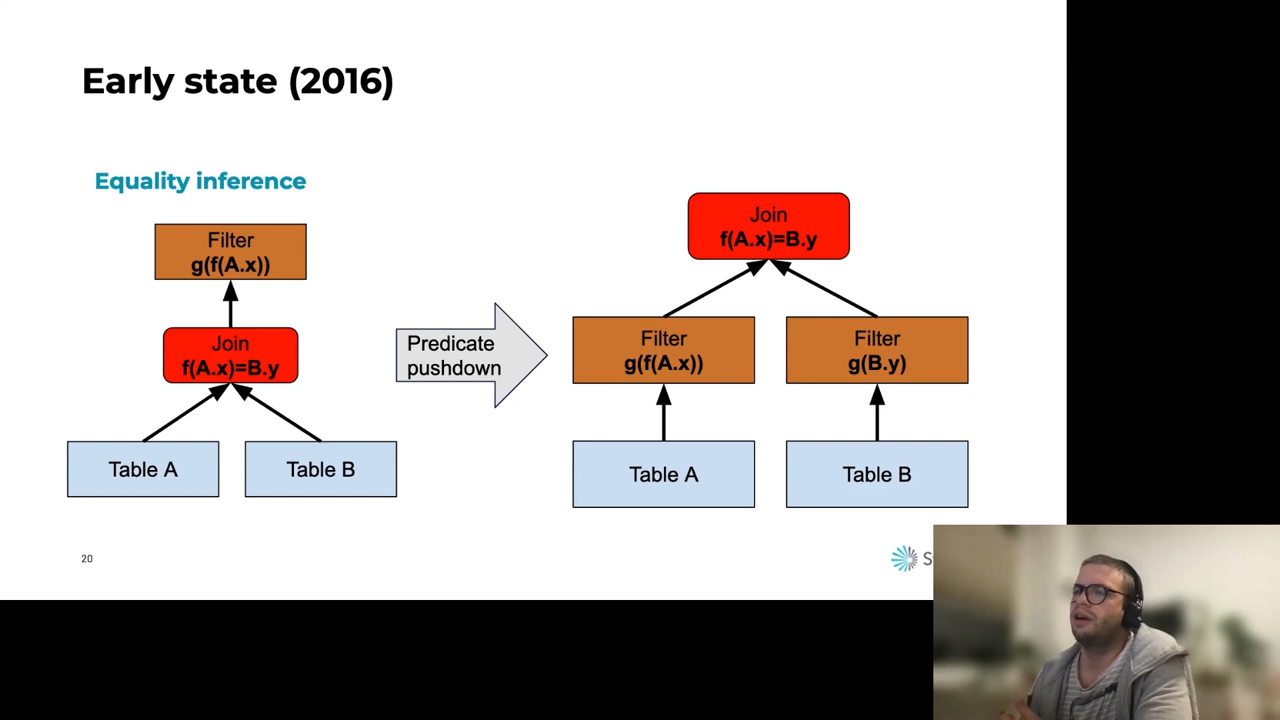 Early state (2016)
Equality inference
Filter
g(f(A.x))
Join
f(A.x)=B.y
Table A
Table B
Predicate
pushdown
Join
f(A.x)=B.y
Filter
g(f(A.x))
Filter
g(B.y)
Table A
Table B
20